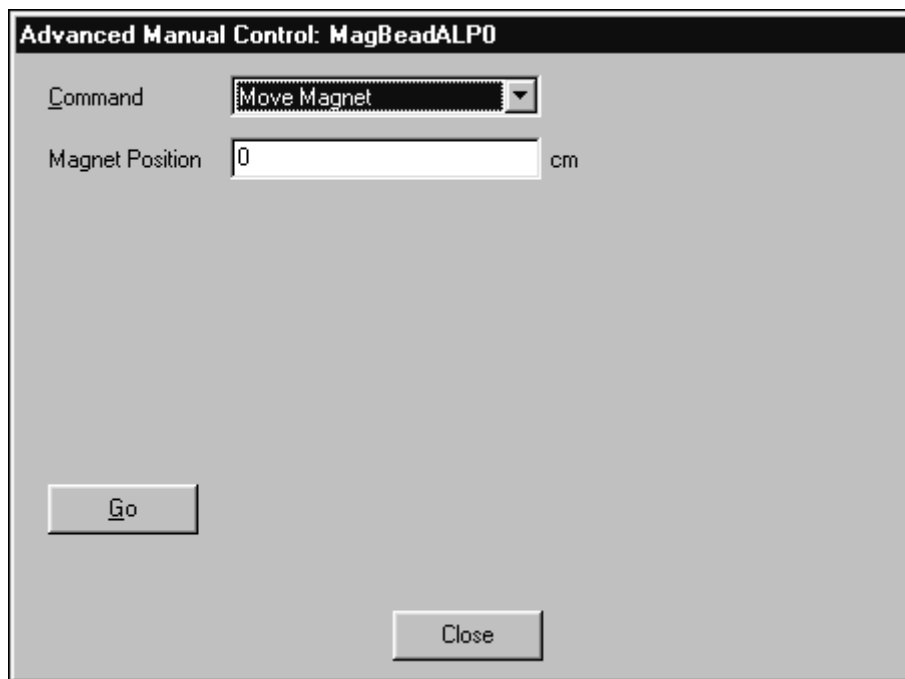 Advanced Manual Control: MagBeadALP0
Command
Move Magnet
Magnet Position
0
cm
Go
Close